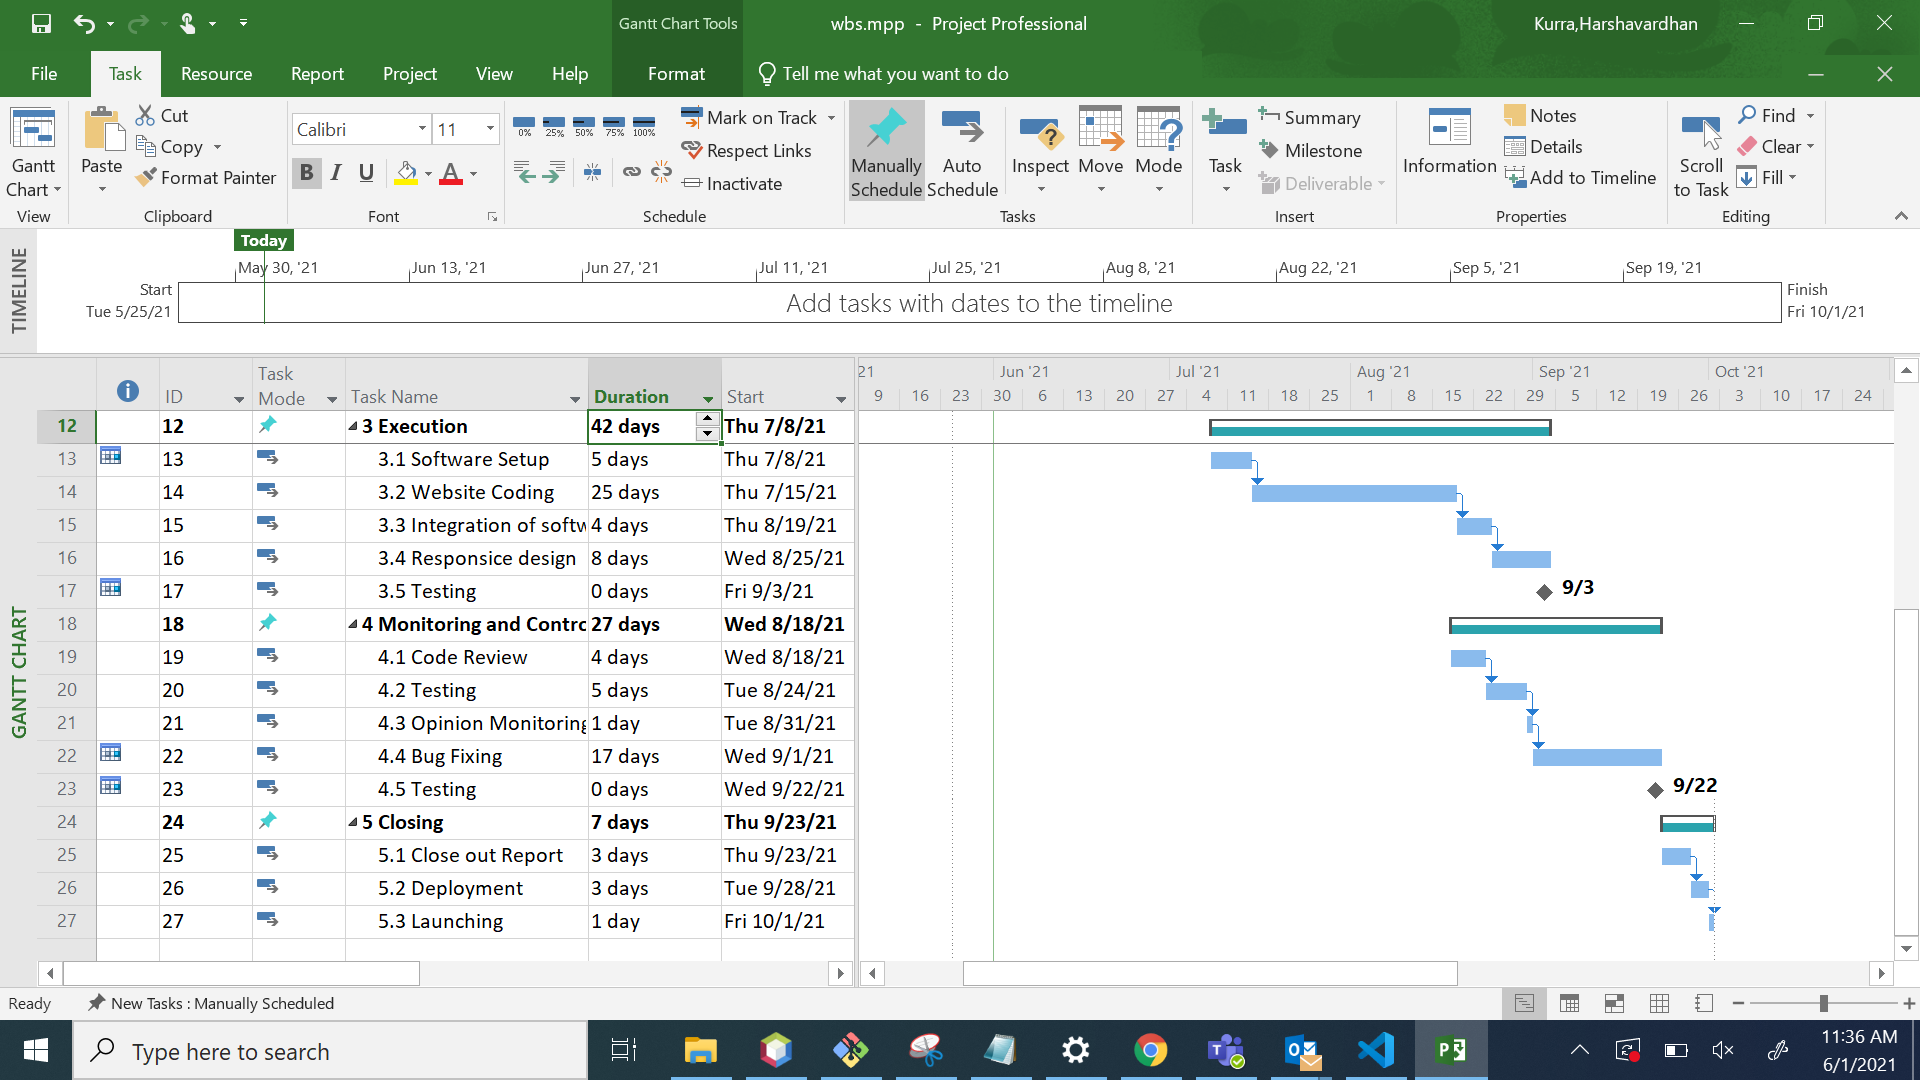 Gantt Chart Tools
wbs.mpp - Project Professional
Kurra,Harshavardhan
File Task Resource Report Project View Help Format Tell me what you want to do
Gantt Chart
View
Paste
Cut
Copy
Format Painter
Clipboard
Calibri 11
B I U A
Font
0% 25% 50% 75% 100%
Mark on Track
Respect Links
Inactivate
Schedule
Manually Schedule
Auto Schedule
Inspect
Move
Mode
Tasks
Task
Summary
Milestone
Deliverable
Insert
Information
Notes
Details
Add to Timeline
Properties
Scroll to Task
Find
Clear
Fill
Editing
TIMELINE
Today
May 30, '21 Jun 13, '21 Jun 27, '21 Jul 11, '21 Jul 25, '21 Aug 8, '21 Aug 22, '21 Sep 5, '21 Sep 19, '21
Start
Tue 5/25/21
Add tasks with dates to the timeline
Finish
Fri 10/1/21
GANTT CHART
ID Task Mode Task Name Duration Start
21 Jun '21 Jul '21 Aug '21 Sep '21 Oct '21
9 16 23 30 6 13 20 27 4 11 18 25 1 8 15 22 29 5 12 19 26 3 10 17 24
12 12 3 Execution 42 days Thu 7/8/21
13 13 3.1 Software Setup 5 days Thu 7/8/21
14 14 3.2 Website Coding 25 days Thu 7/15/21
15 15 3.3 Integration of softw 4 days Thu 8/19/21
16 16 3.4 Responsice design 8 days Wed 8/25/21
17 17 3.5 Testing 0 days Fri 9/3/21 9/3
18 18 4 Monitoring and Contro 27 days Wed 8/18/21
19 19 4.1 Code Review 4 days Wed 8/18/21
20 20 4.2 Testing 5 days Tue 8/24/21
21 21 4.3 Opinion Monitoring 1 day Tue 8/31/21
22 22 4.4 Bug Fixing 17 days Wed 9/1/21
23 23 4.5 Testing 0 days Wed 9/22/21 9/22
24 24 5 Closing 7 days Thu 9/23/21
25 25 5.1 Close out Report 3 days Thu 9/23/21
26 26 5.2 Deployment 3 days Tue 9/28/21
27 27 5.3 Launching 1 day Fri 10/1/21
Ready New Tasks : Manually Scheduled
Type here to search
11:36 AM
6/1/2021